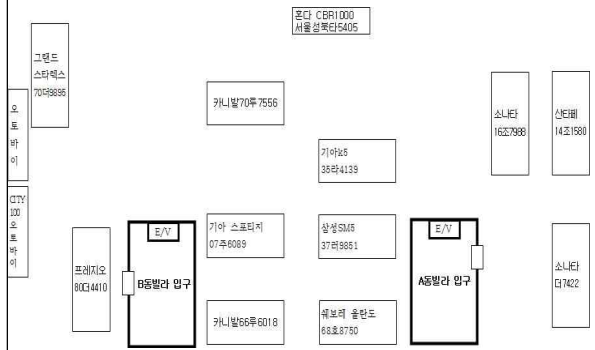 혼다 CBR1000
서울성북타5405
그랜드
스타렉스
70더9895
카니발70루7556
소나타
16조7988
산타페
14조1580
오
토
바
이
기아k5
35라4139
CITY
100
오
토
바
이
E/V
B동빌라 입구
기아 스포티지
07주6089
삼성SM5
37러9851
E/V
A동빌라 입구
프레지오
80더4410
소나타
더7422
카니발66루6018
쉐보레 올란도
68호8750